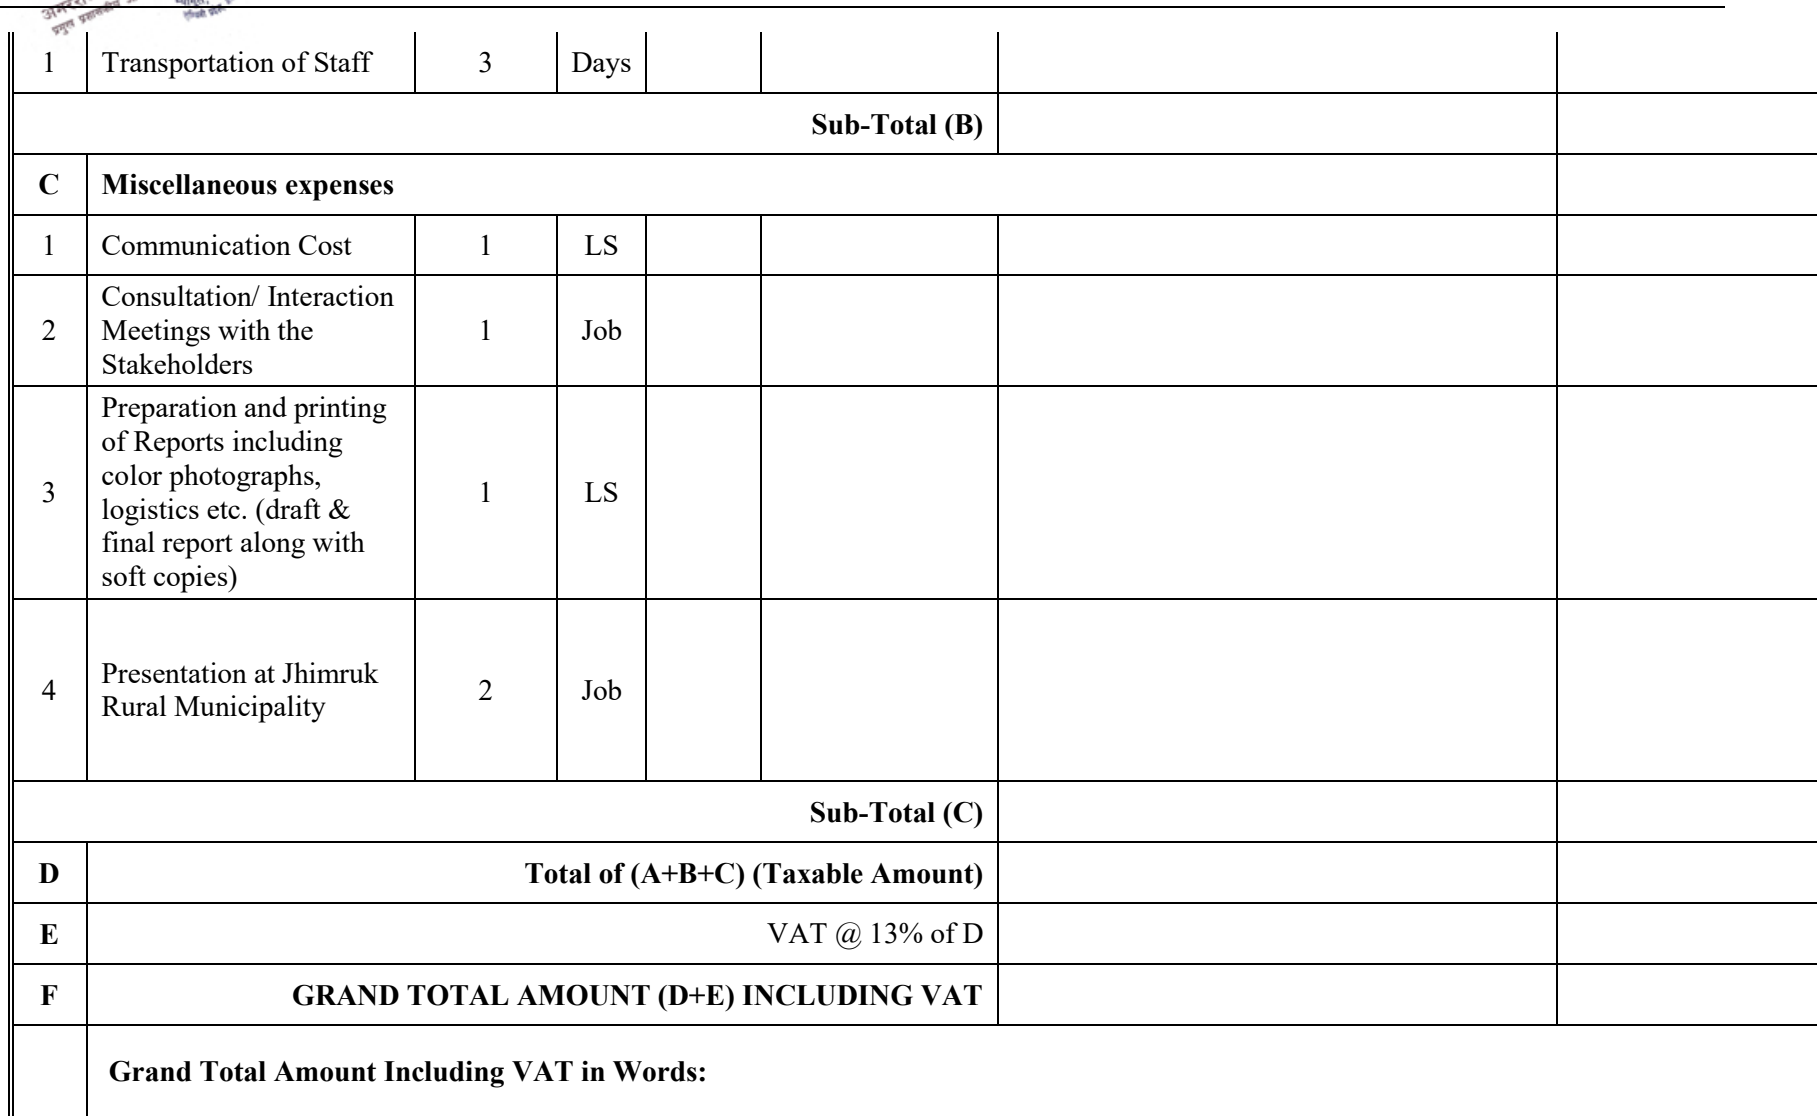 1 Transportation of Staff 3 Days
Sub-Total (B)
C Miscellaneous expenses
1 Communication Cost 1 LS
Consultation/ Interaction
2 Meetings with the 1 Job
Stakeholders
Preparation and printing
of Reports including
color photographs,
3 logistics etc. (draft & 1 LS
final report along with
soft copies)
4 Presentation at Jhimruk 2 Job
Rural Municipality
Sub-Total (C)
D Total of (A+B+C) (Taxable Amount)
E VAT @ 13% of D
F GRAND TOTAL AMOUNT (D+E) INCLUDING VAT
Grand Total Amount Including VAT in Words: